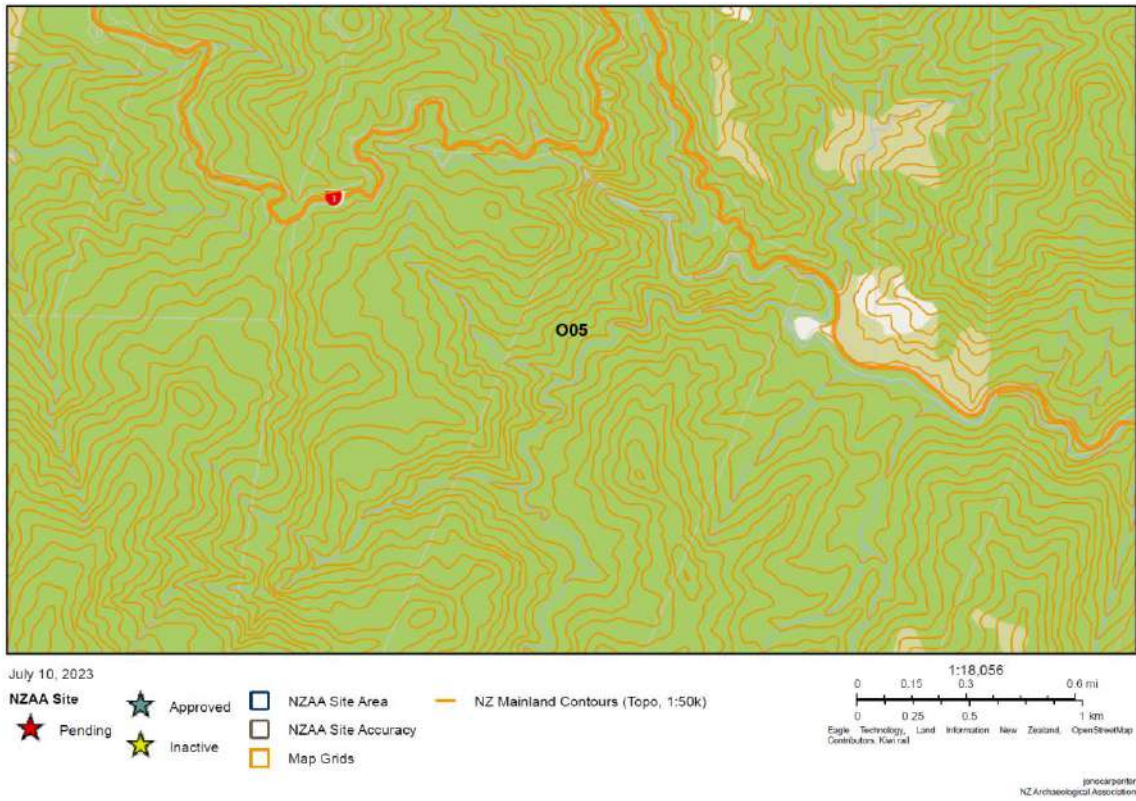 1
O05
July 10, 2023
NZAA Site
Pending
Approved
Inactive
NZAA Site Area
NZAA Site Accuracy
Map Grids
NZ Mainland Contours (Topo, 1:50k)
1:18,056
0 0.15 0.3 0.6 mi
0 0.25 0.5 1 km
Eagle Technology, Land Information New Zealand, OpenStreetMap
Contributors, Kiwi rail
jonocarpenter
NZ Archaeological Association